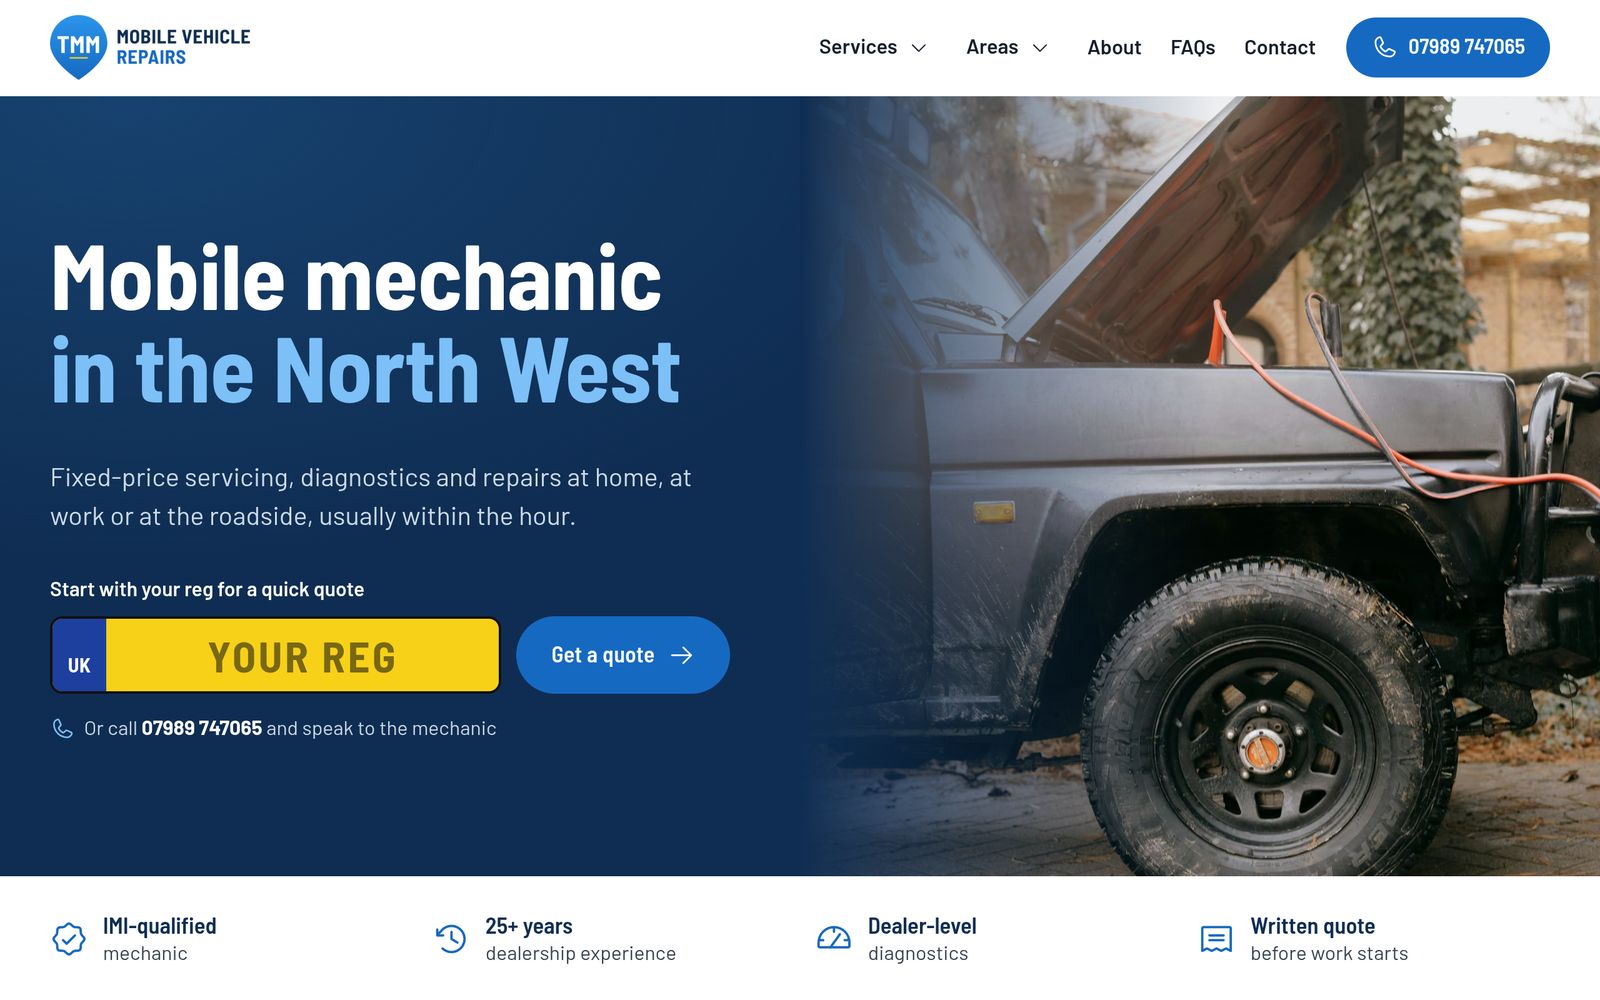 TMM
MOBILE VEHICLE
REPAIRS
Services
Areas
About
FAQs
Contact
07989 747065
Mobile mechanic
in the North West
Fixed-price servicing, diagnostics and repairs at home, at
work or at the roadside, usually within the hour.
Start with your reg for a quick quote
UK
YOUR REG
Get a quote
Or call 07989 747065 and speak to the mechanic
IMI-qualified
mechanic
25+ years
dealership experience
Dealer-level
diagnostics
Written quote
before work starts